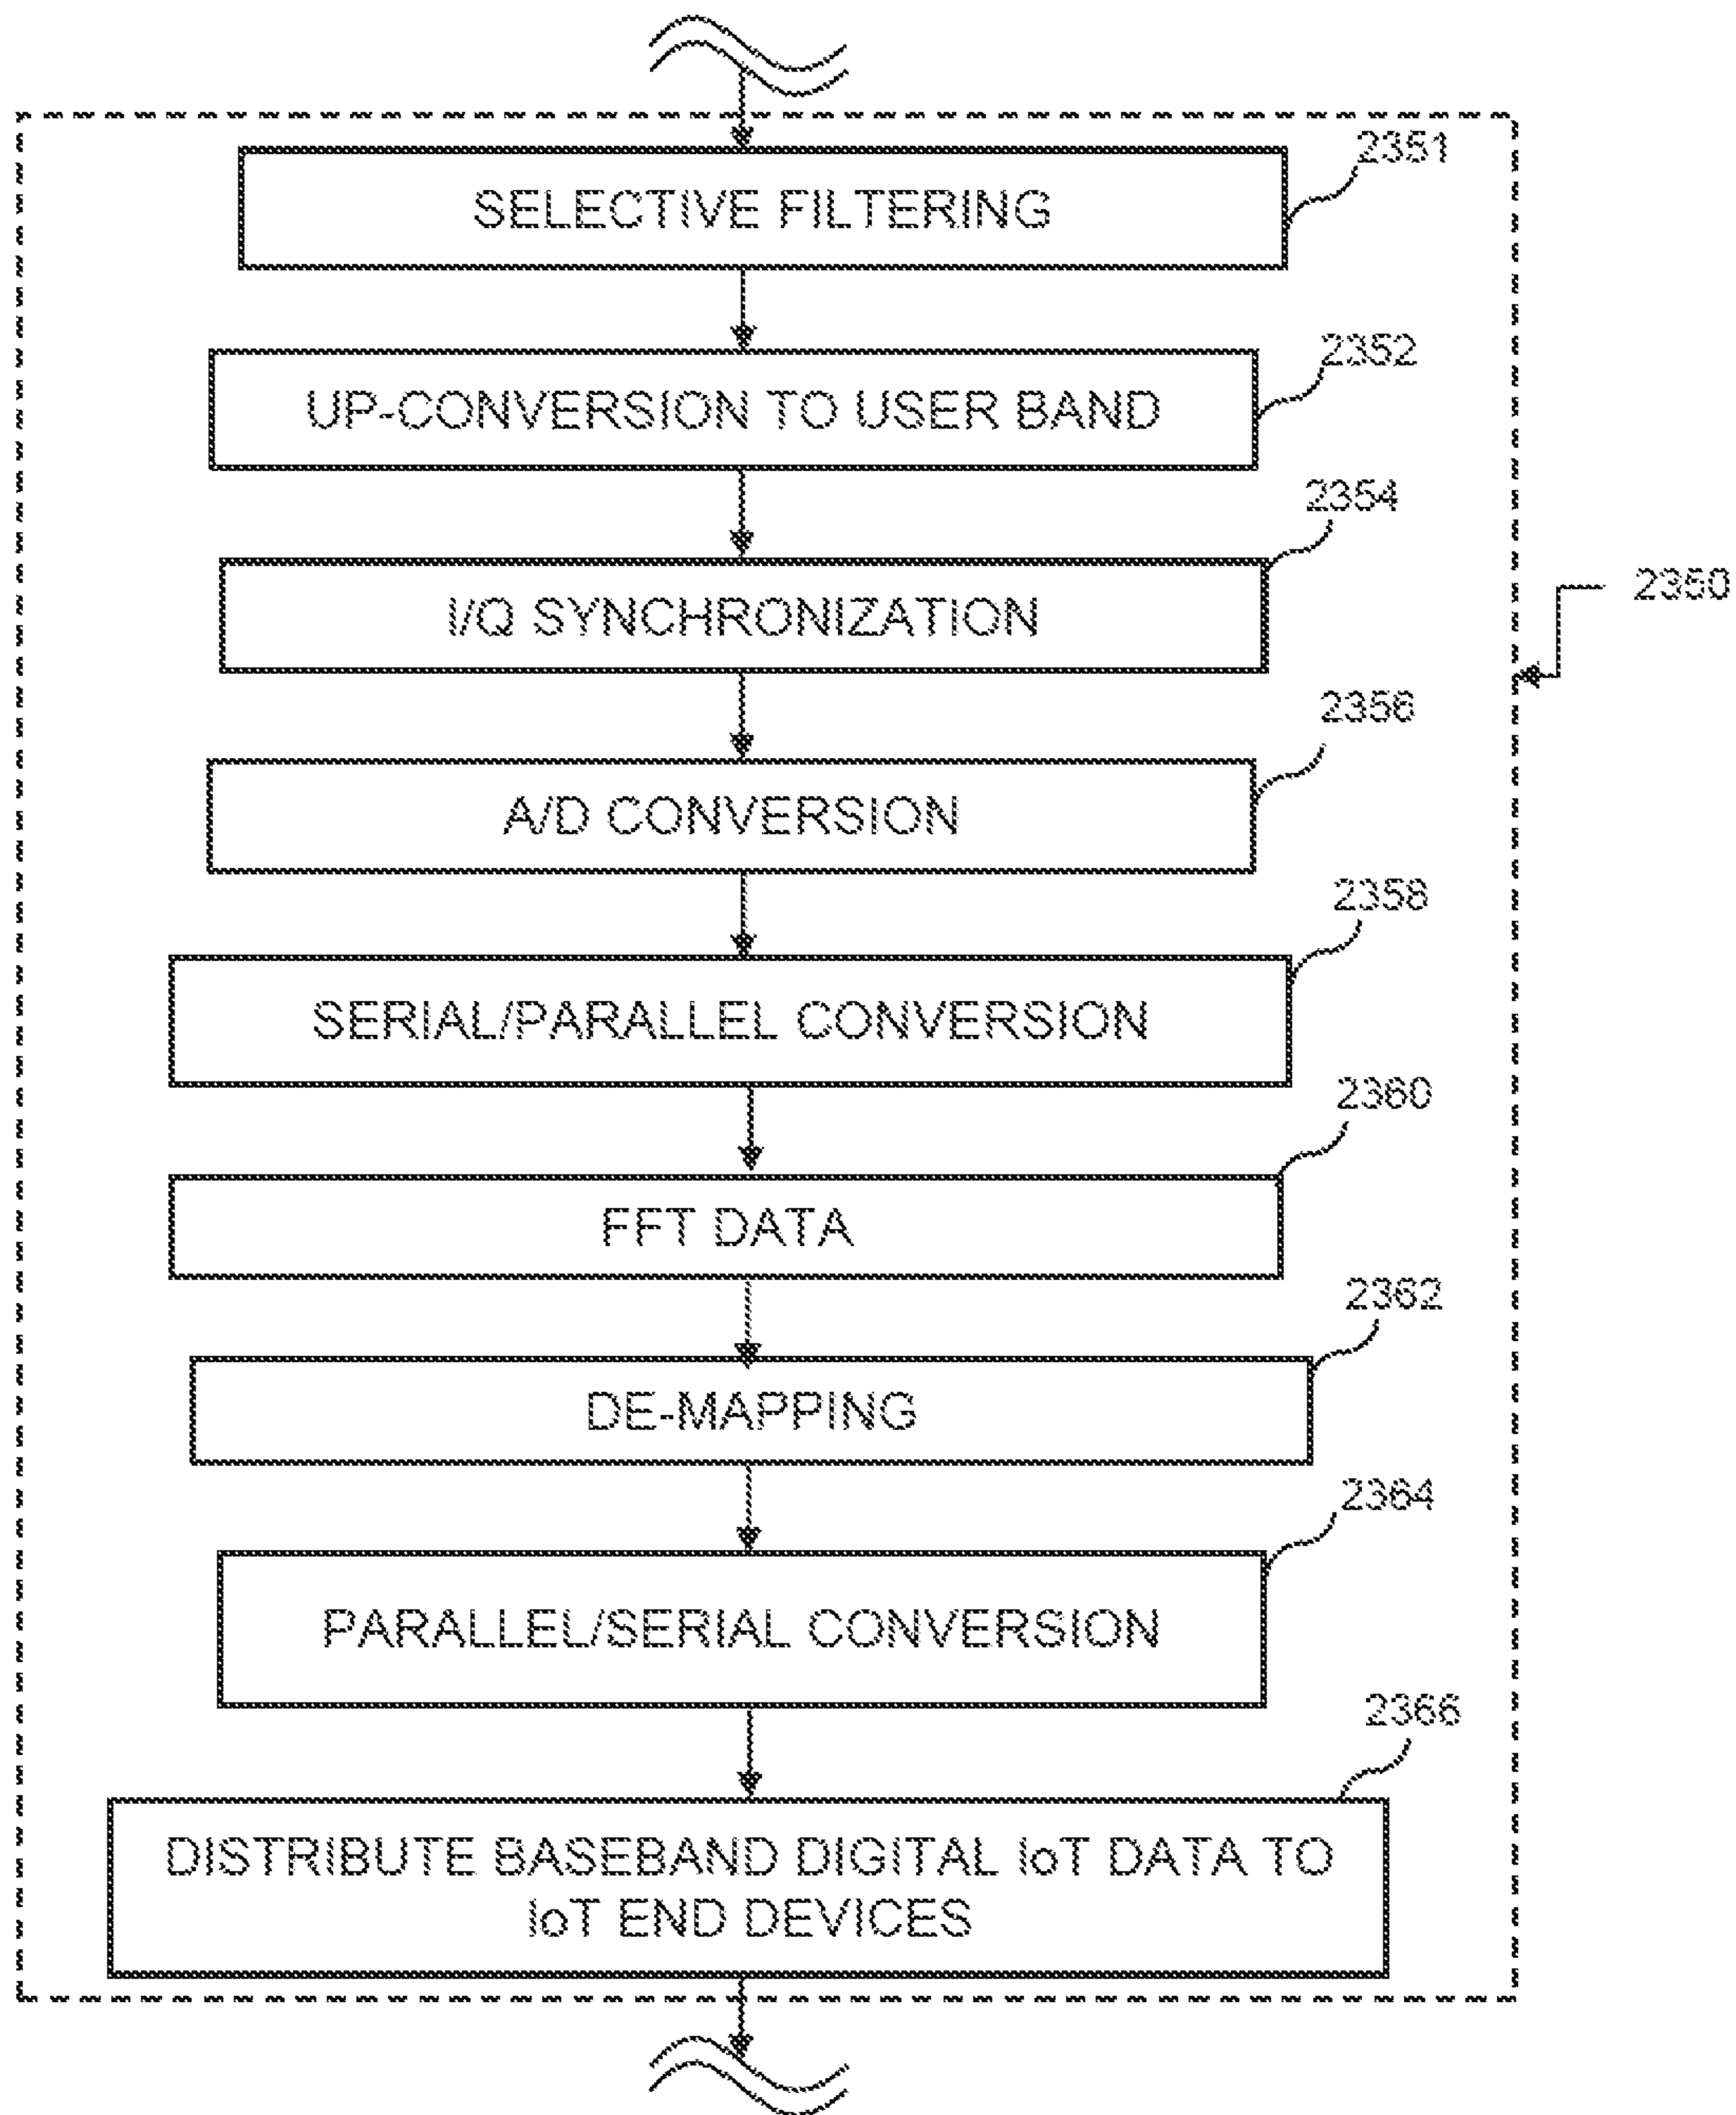 2351
SELECTIVE FILTERING
2352
UP-CONVERSION TO USER BAND
2354
I/Q SYNCHRONIZATION
2350
2356
A/D CONVERSION
2358
SERIAL/PARALLEL CONVERSION
2360
FFT DATA
2362
DE-MAPPING
2364
PARALLEL/SERIAL CONVERSION
2366
DISTRIBUTE BASEBAND DIGITAL IoT DATA TO
IoT END DEVICES